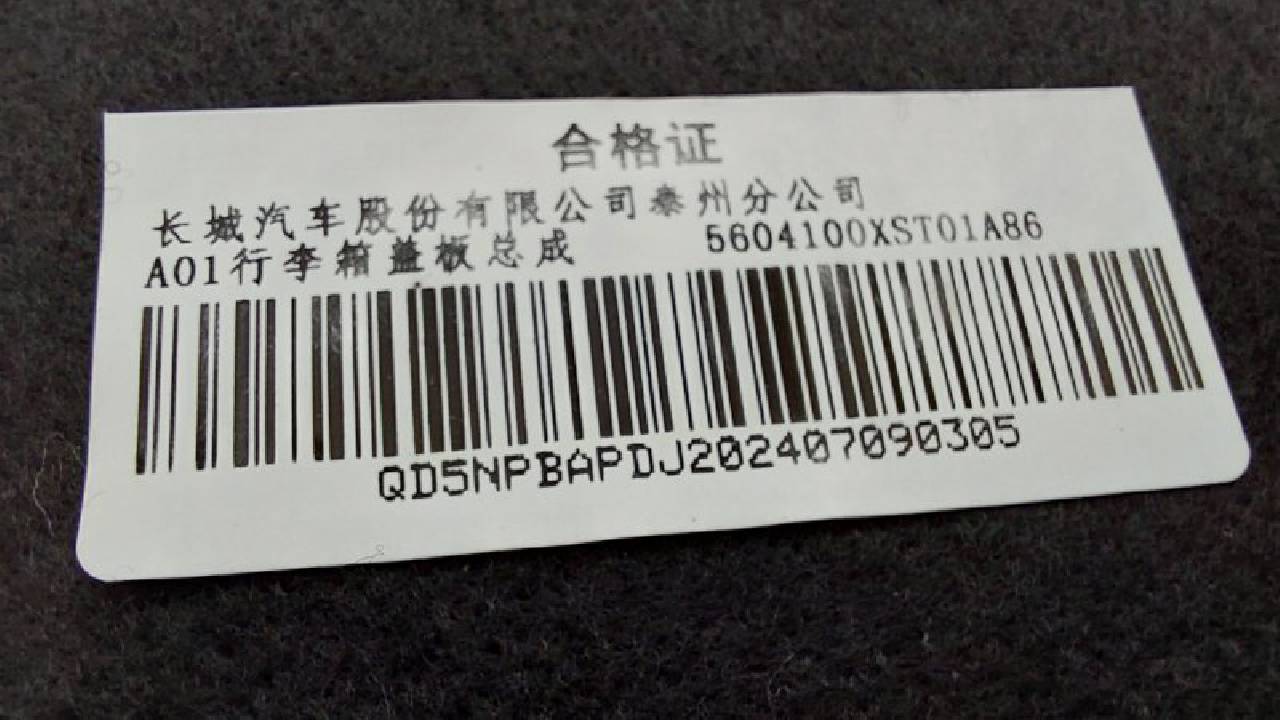 合格证
长城汽车股份有限公司泰州分公司
A01行李箱盖板总成 5604100XST01A86
QD5NPBAPDJ202407090305